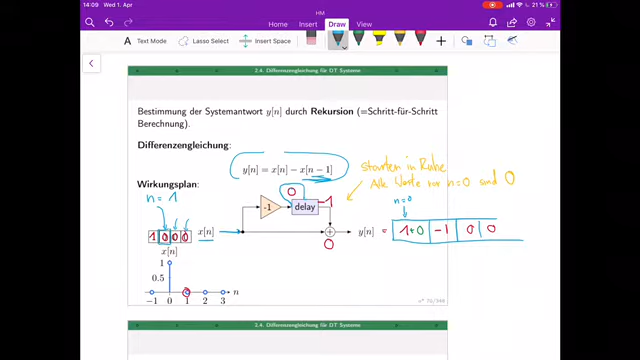 14:09
HM
21 %
Home Insert Draw View
Text Mode Lasso Select Insert Space
2.4. Differenzengleichung für DT Systeme
Bestimmung der Systemantwort y[n] durch Rekursion (=Schritt-für-Schritt
Berechnung).
Differenzengleichung:
y[n] = x[n] − x[n−1]
starten in Ruhe
Alle Werte vor n=0 sind 0
Wirkungsplan:
n = 1
0
-1
-1 delay
n=0
1 0 0 0 x[n]
+
y[n] = 1+0 -1 0 0
0
x[n]
1
0.5
−1 0 1 2 3 n
70/348
2.4. Differenzengleichung für DT Systeme